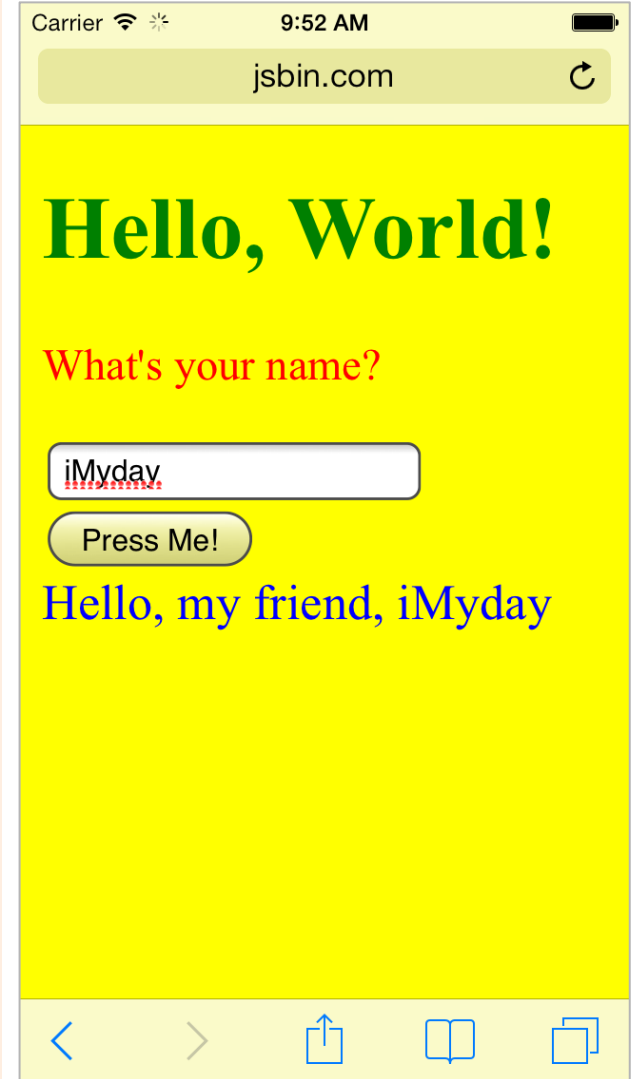 Carrier 9:52 AM
jsbin.com
Hello, World!
What's your name?
iMyday
Press Me!
Hello, my friend, iMyday